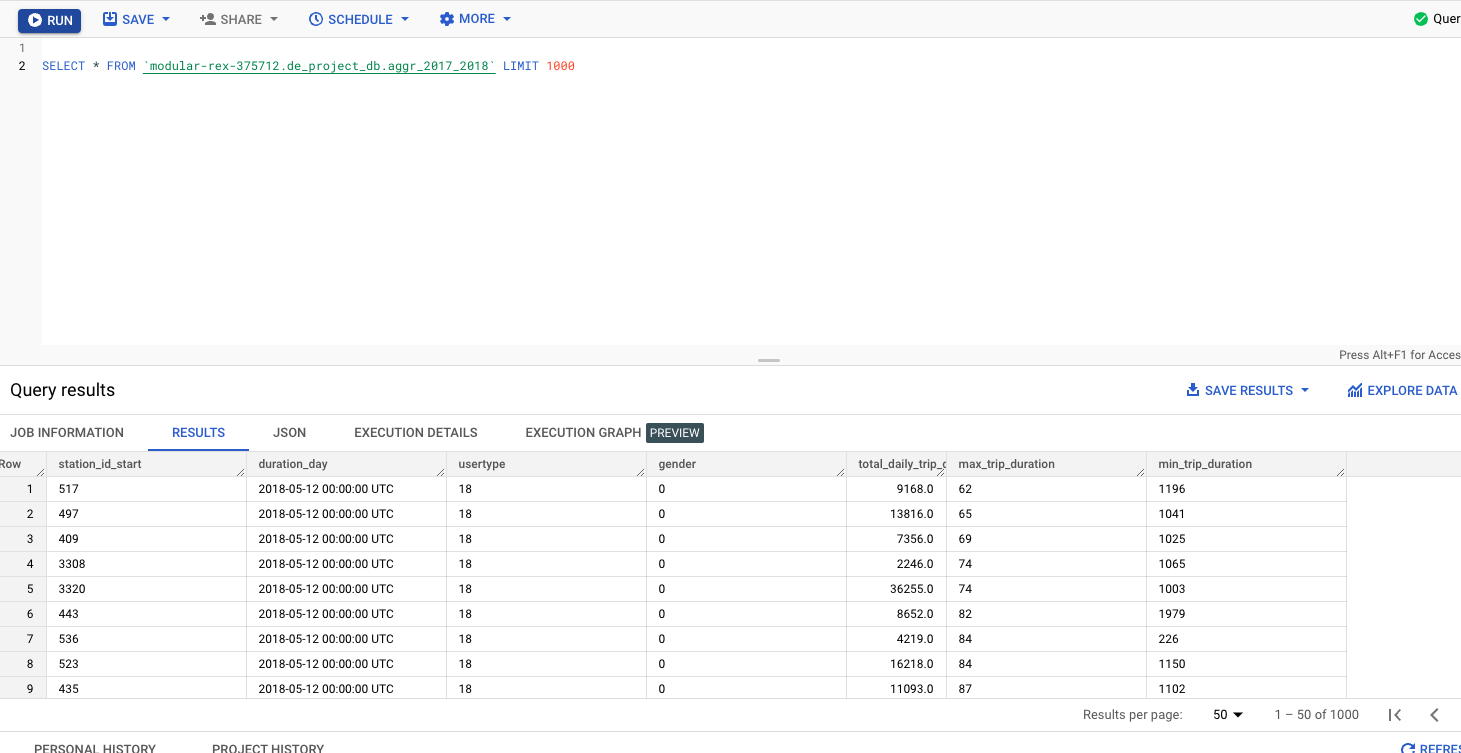 RUN SAVE SHARE SCHEDULE MORE Quer
1
2 SELECT * FROM `modular-rex-375712.de_project_db.aggr_2017_2018` LIMIT 1000
Press Alt+F1 for Acces
Query results SAVE RESULTS EXPLORE DATA
JOB INFORMATION RESULTS JSON EXECUTION DETAILS EXECUTION GRAPH PREVIEW
Row station_id_start duration_day usertype gender total_daily_trip_d max_trip_duration min_trip_duration
1 517 2018-05-12 00:00:00 UTC 18 0 9168.0 62 1196
2 497 2018-05-12 00:00:00 UTC 18 0 13816.0 65 1041
3 409 2018-05-12 00:00:00 UTC 18 0 7356.0 69 1025
4 3308 2018-05-12 00:00:00 UTC 18 0 2246.0 74 1065
5 3320 2018-05-12 00:00:00 UTC 18 0 36255.0 74 1003
6 443 2018-05-12 00:00:00 UTC 18 0 8652.0 82 1979
7 536 2018-05-12 00:00:00 UTC 18 0 4219.0 84 226
8 523 2018-05-12 00:00:00 UTC 18 0 16218.0 84 1150
9 435 2018-05-12 00:00:00 UTC 18 0 11093.0 87 1102
Results per page: 50 1 – 50 of 1000
PERSONAL HISTORY PROJECT HISTORY REFRES